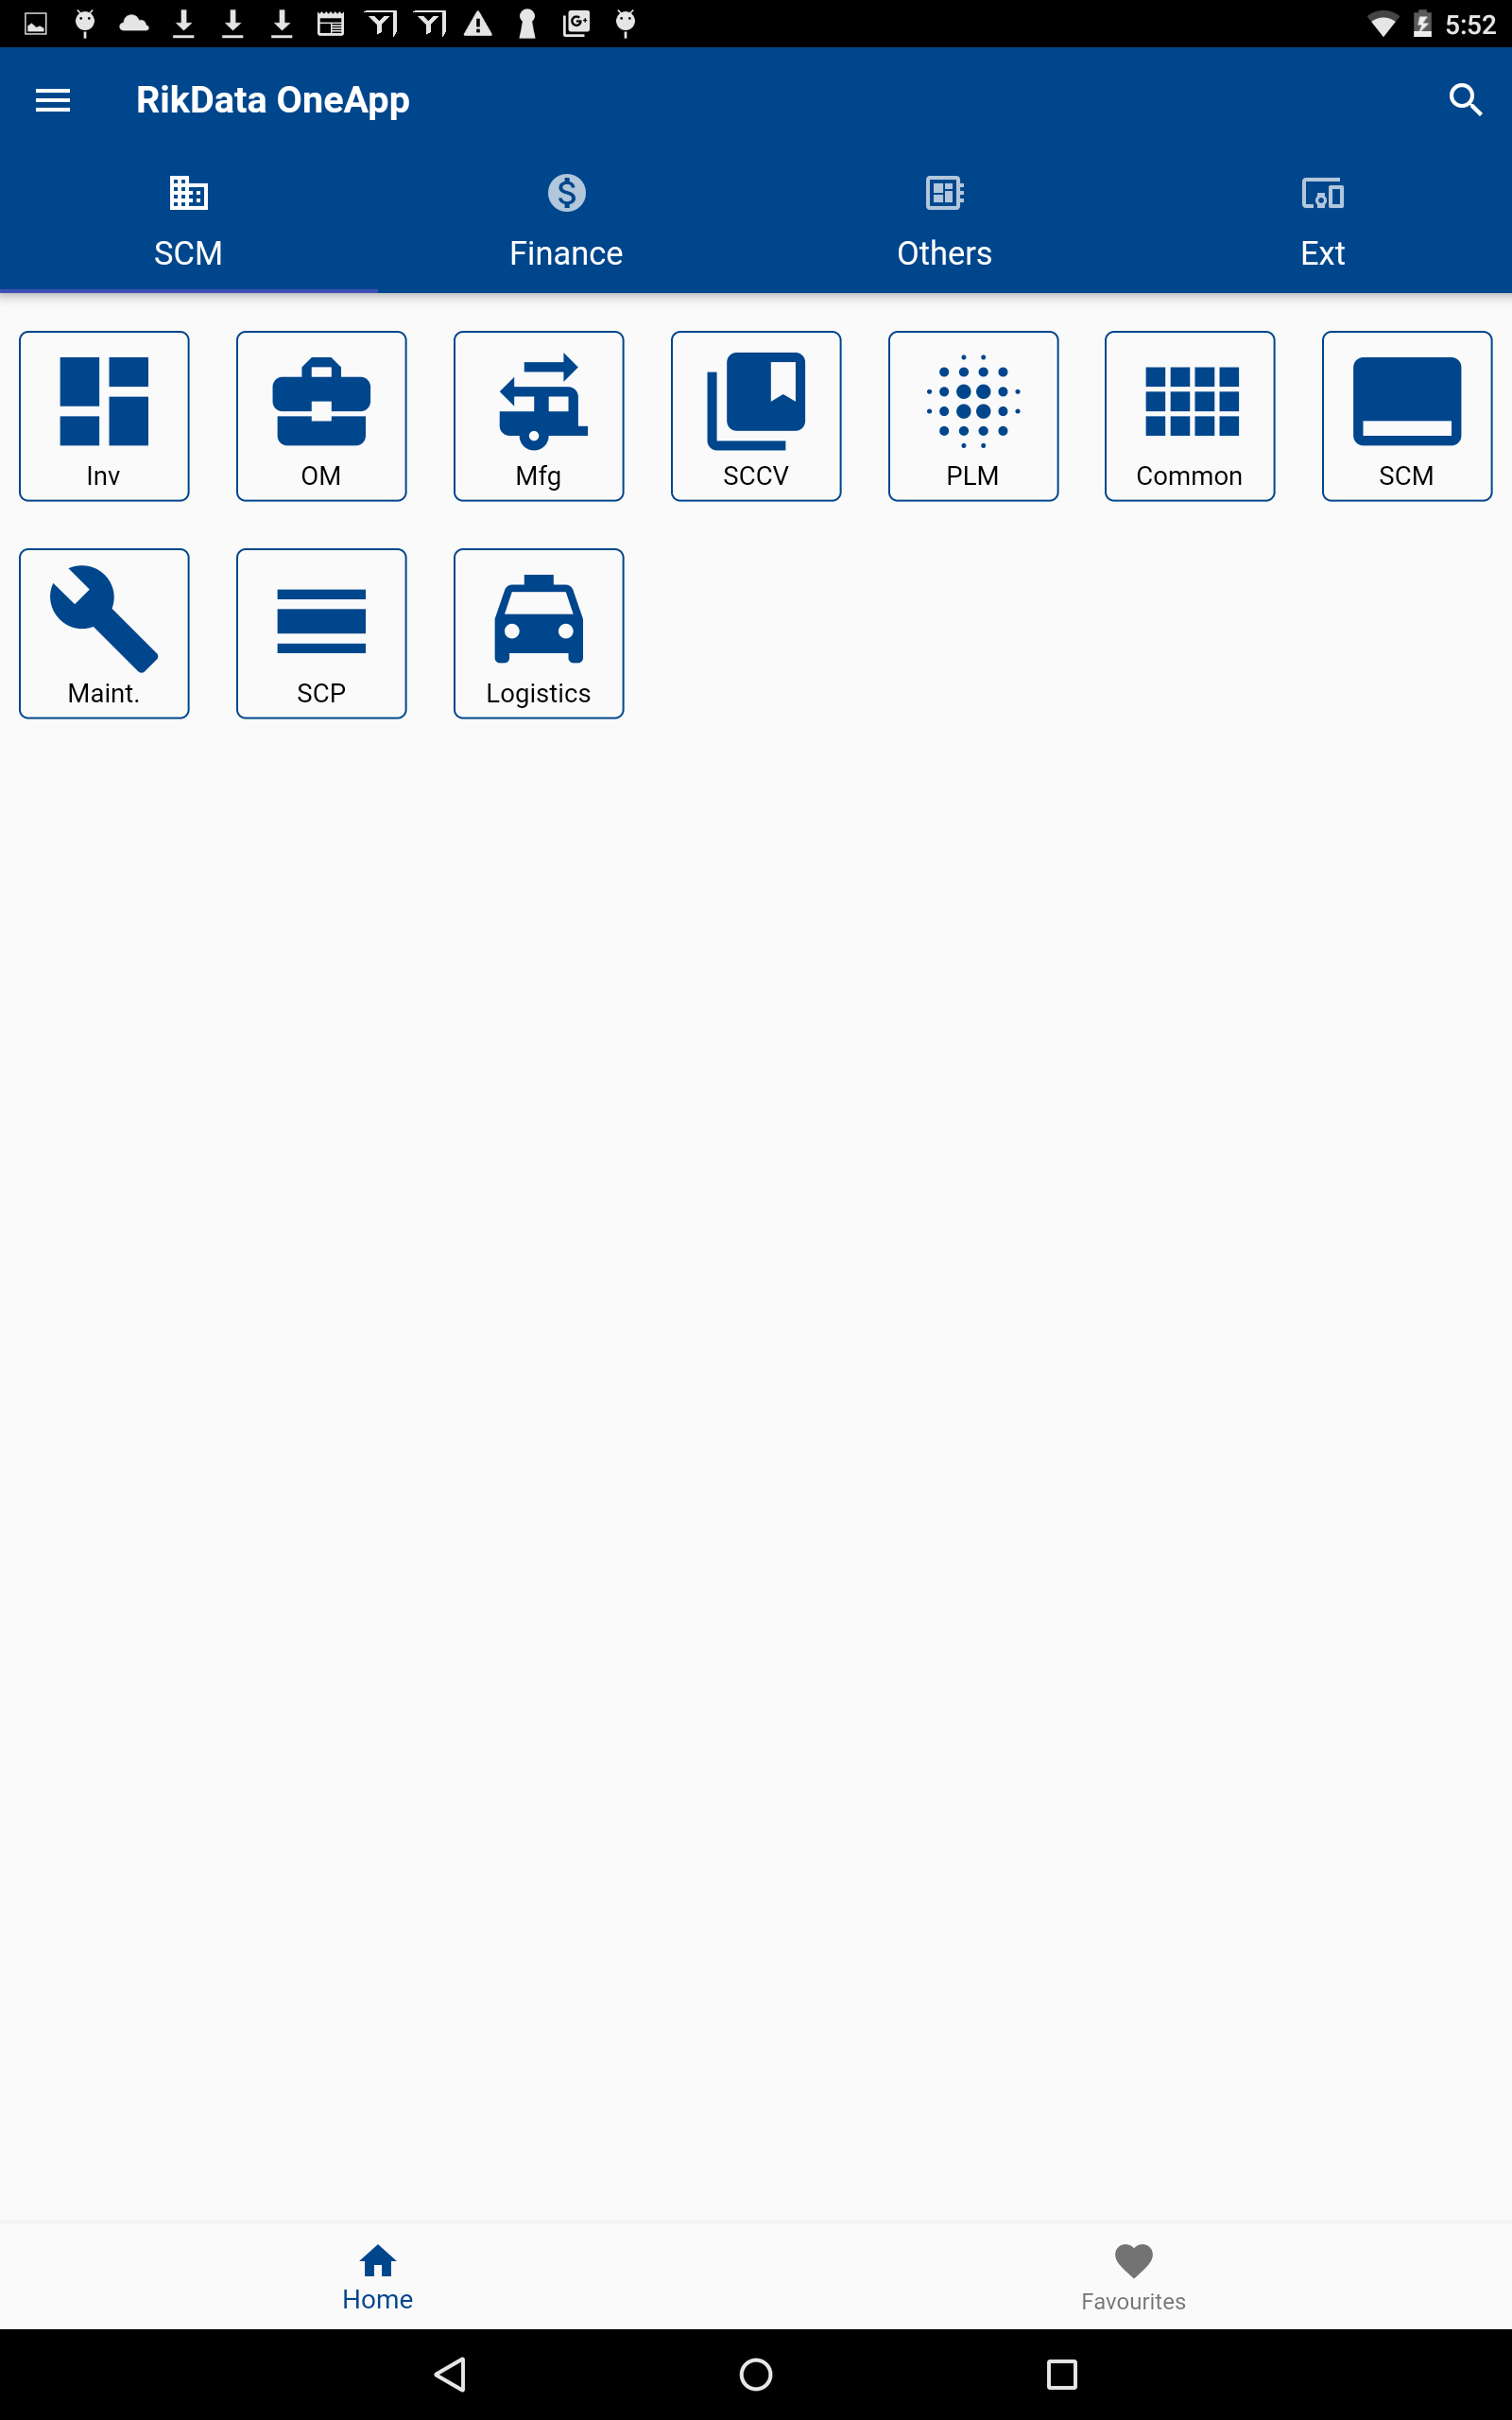 5:52
RikData OneApp
SCM Finance Others Ext
Inv OM Mfg SCCV PLM Common SCM
Maint. SCP Logistics
Home Favourites